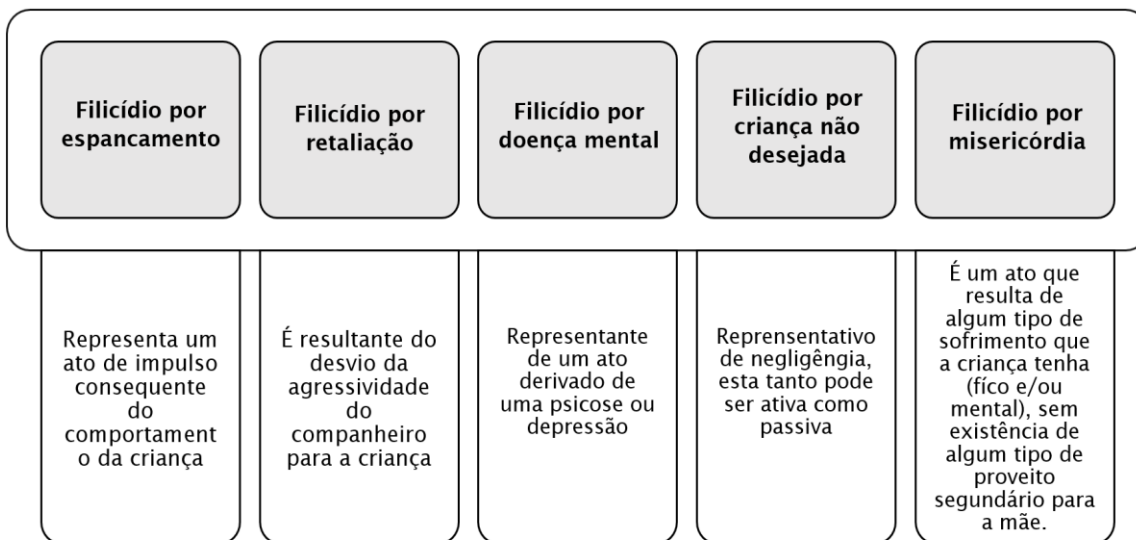 Filicídio por
espancamento
Filicídio por
retaliação
Filicídio por
doença mental
Filicídio por
criança não
desejada
Filicídio por
misericórdia
Representa um
ato de impulso
consequente
do
comportament
o da criança
É resultante do
desvio da
agressividade
do
companheiro
para a criança
Representante
de um ato
derivado de
uma psicose ou
depressão
Reprensentativo
de negligêngia,
esta tanto pode
ser ativa como
passiva
É um ato que
resulta de
algum tipo de
sofrimento que
a criança tenha
(fíco e/ou
mental), sem
existência de
algum tipo de
proveito
segundário para
a mãe.